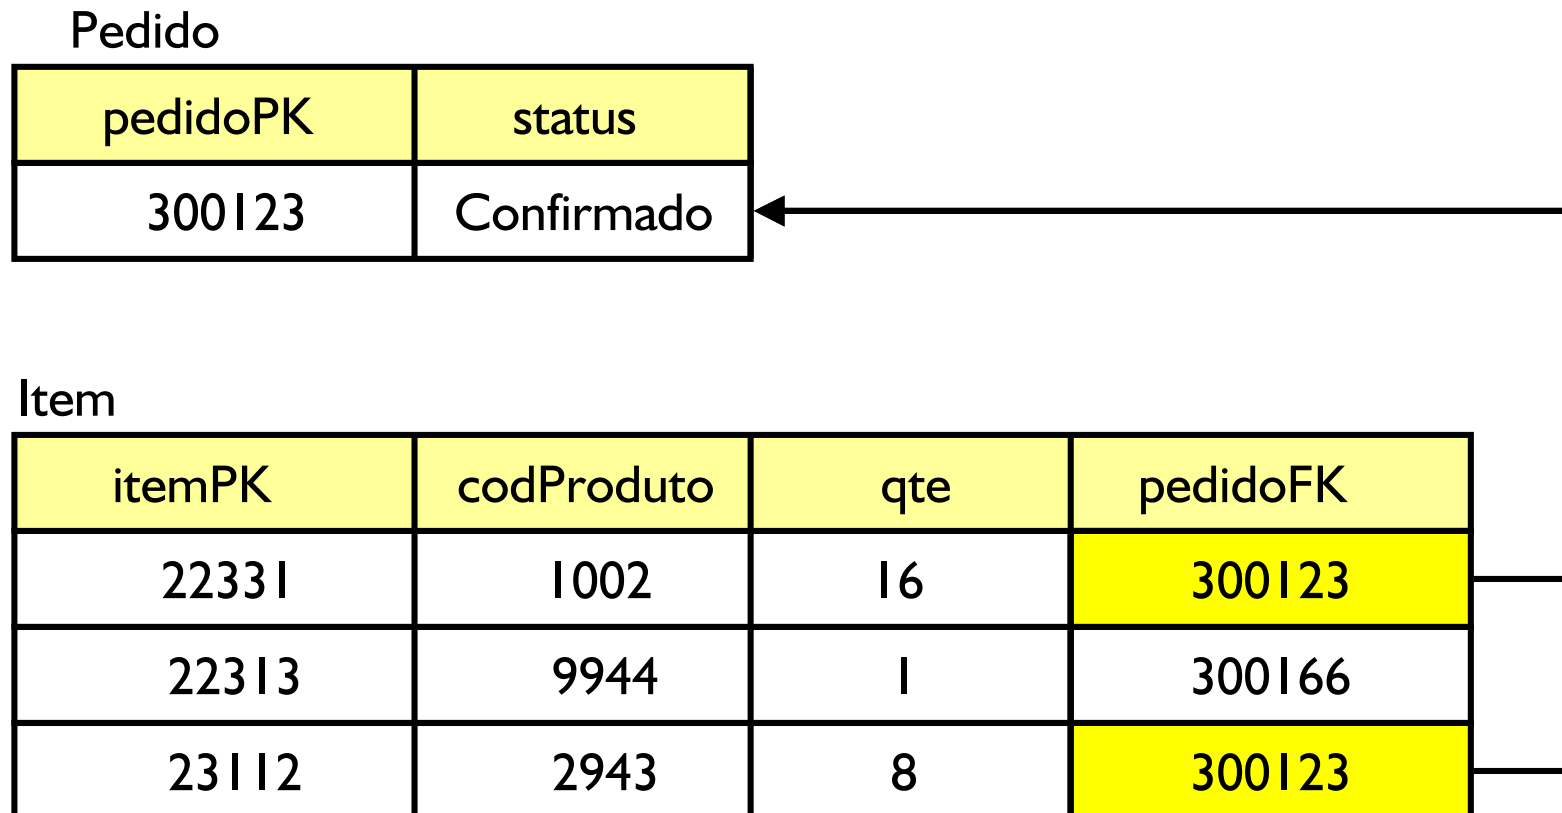 Pedido
pedidoPK status
300123 Confirmado
Item
itemPK codProduto qte pedidoFK
22331 1002 16 300123
22313 9944 1 300166
23112 2943 8 300123